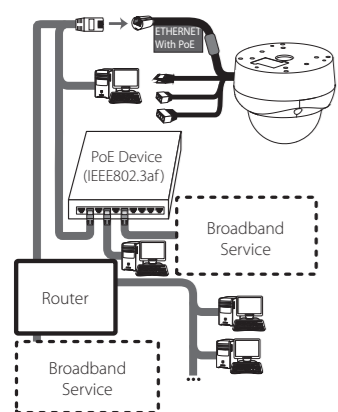 ETHERNET
With PoE
PoE Device
(IEEE802.3af)
Broadband
Service
Router
Broadband
Service